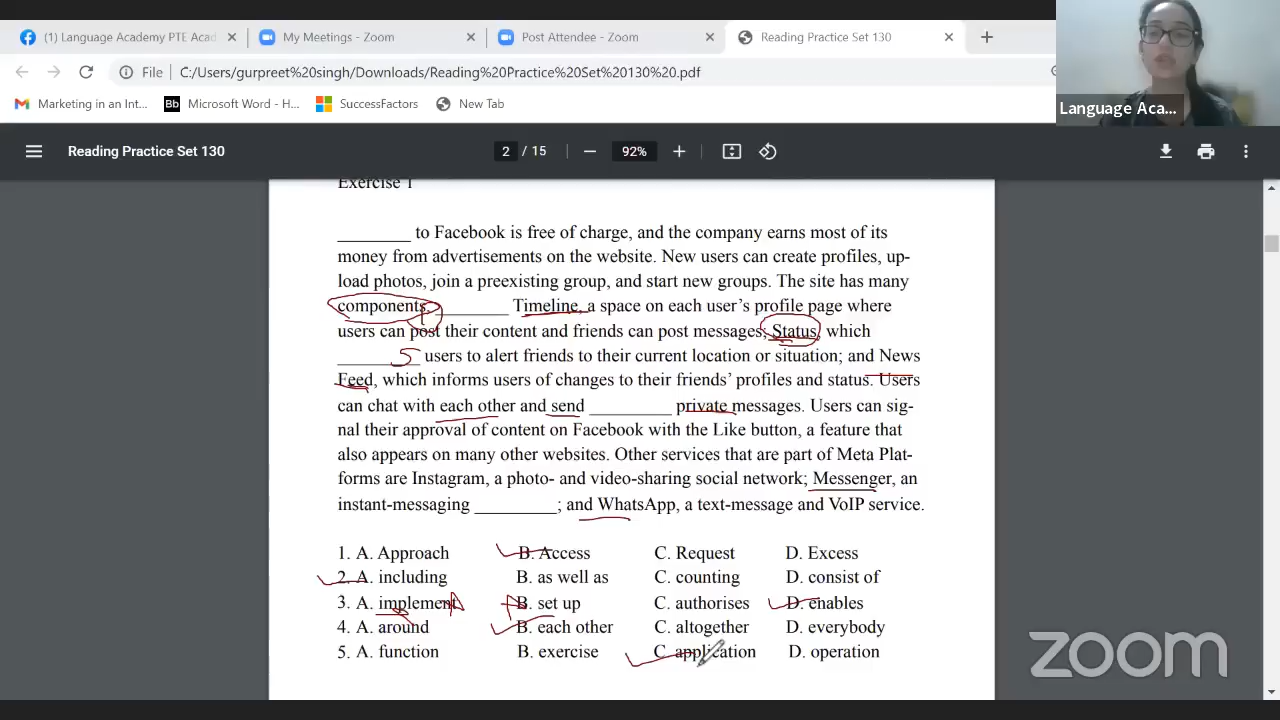 (1) Language Academy PTE Acad
My Meetings - Zoom
Post Attendee - Zoom
Reading Practice Set 130
File
C:/Users/gurpreet%20singh/Downloads/Reading%20Practice%20Set%20130%20.pdf
Language Aca...
Marketing in an Int...
Bb Microsoft Word - H...
SuccessFactors
New Tab
Reading Practice Set 130
2 / 15
92%
Exercise 1
________ to Facebook is free of charge, and the company earns most of its
money from advertisements on the website. New users can create profiles, up-
load photos, join a preexisting group, and start new groups. The site has many
components, ________ Timeline, a space on each user's profile page where
users can post their content and friends can post messages; Status, which
_________ S users to alert friends to their current location or situation; and News
Feed, which informs users of changes to their friends' profiles and status. Users
can chat with each other and send _________ private messages. Users can sig-
nal their approval of content on Facebook with the Like button, a feature that
also appears on many other websites. Other services that are part of Meta Plat-
forms are Instagram, a photo- and video-sharing social network; Messenger, an
instant-messaging _________; and WhatsApp, a text-message and VoIP service.
1. A. Approach B. Access C. Request D. Excess
2. A. including B. as well as C. counting D. consist of
3. A. implement B. set up C. authorises D. enables
4. A. around B. each other C. altogether D. everybody
5. A. function B. exercise C. application D. operation
zoom